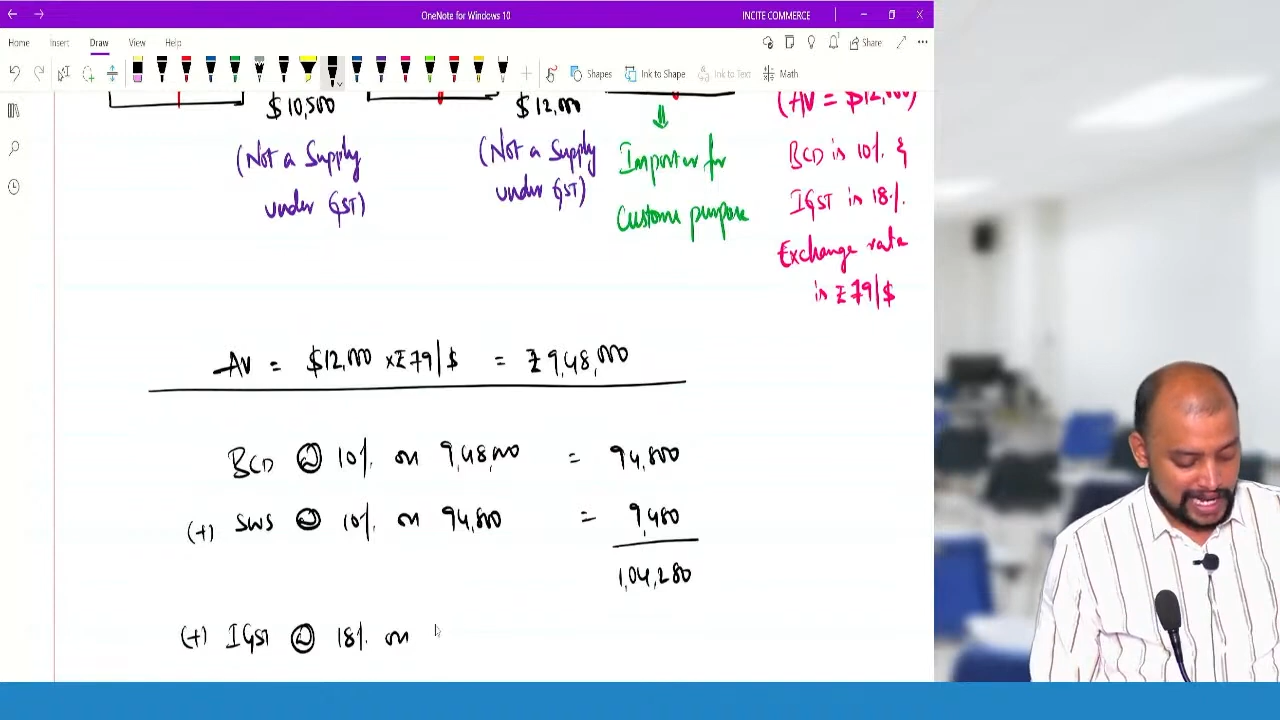 OneNote for Windows 10
INCITE COMMERCE
Home Insert Draw View Help
Share
Shapes Ink to Shape Ink to Text Math
$10,500 $12,000
(AV = $12,000)
(Not a Supply
under GST)
(Not a Supply
under GST)
Importer for
Custom purpose
BCD is 10% &
IGST is 18%.
Exchange rate
is ₹79/$
AV = $12,000 x ₹79/$ = ₹9,48,000
BCD @ 10% on 9,48,000 = 94,800
(+) SWS @ 10% on 94,800 = 9,480
1,04,280
(+) IGST @ 18% on